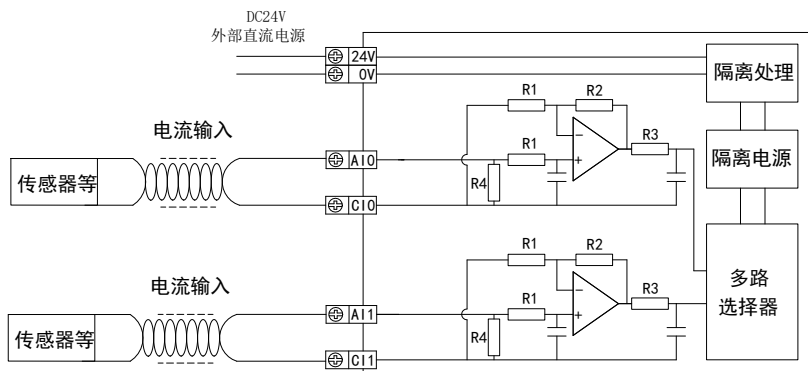 DC24V
外部直流电源
24V
0V
隔离处理
R1
R2
电流输入
R1
R3
传感器等
AI0
R4
隔离电源
CI0
R1
R2
电流输入
R1
R3
多路
选择器
传感器等
AI1
R4
CI1